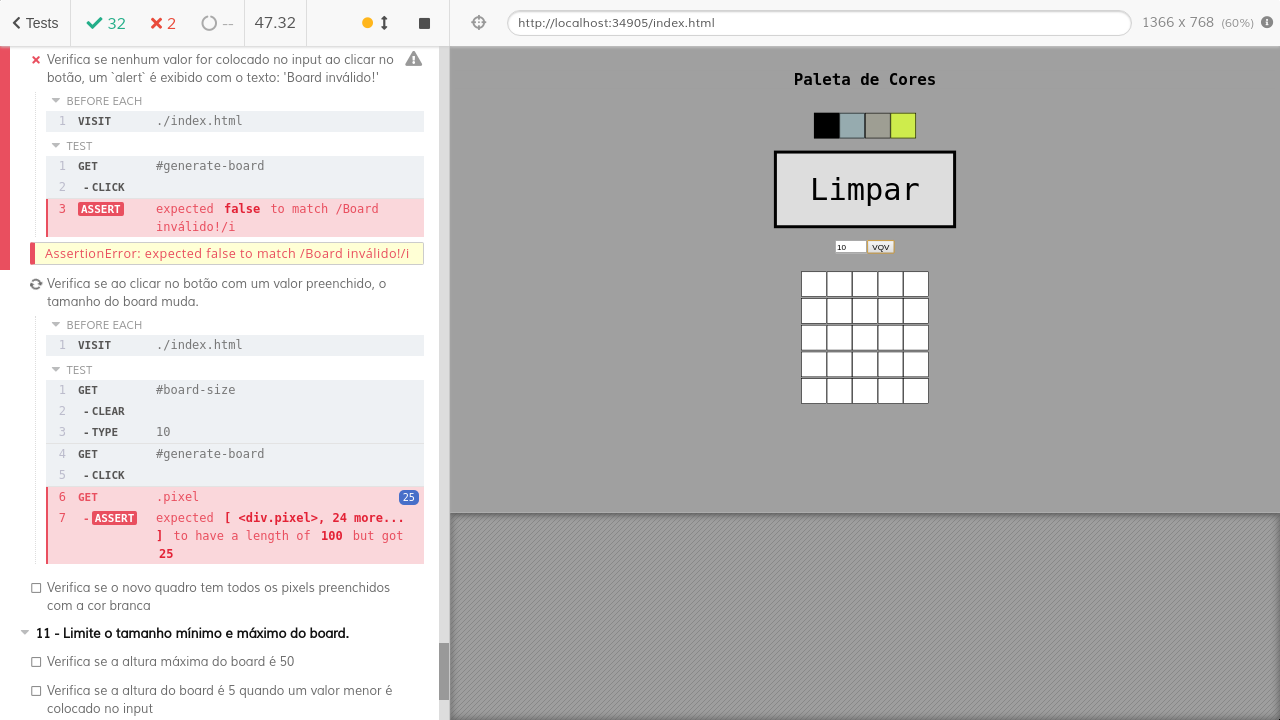 Tests 32 2 -- 47.32 http://localhost:34905/index.html 1366 x 768 (60%)
Verifica se nenhum valor for colocado no input ao clicar no
botão, um `alert` é exibido com o texto: 'Board inválido!'
BEFORE EACH
1 VISIT ./index.html
TEST
1 GET #generate-board
2 -CLICK
3 ASSERT expected false to match /Board
inválido!/i
AssertionError: expected false to match /Board inválido!/i
Verifica se ao clicar no botão com um valor preenchido, o
tamanho do board muda.
BEFORE EACH
1 VISIT ./index.html
TEST
1 GET #board-size
2 -CLEAR
3 -TYPE 10
4 GET #generate-board
5 -CLICK
6 GET .pixel 25
7 -ASSERT expected [ <div.pixel>, 24 more...
] to have a length of 100 but got
25
Verifica se o novo quadro tem todos os pixels preenchidos
com a cor branca
11 - Limite o tamanho mínimo e máximo do board.
Verifica se a altura máxima do board é 50
Verifica se a altura do board é 5 quando um valor menor é
colocado no input
Paleta de Cores
Limpar
10 VQV